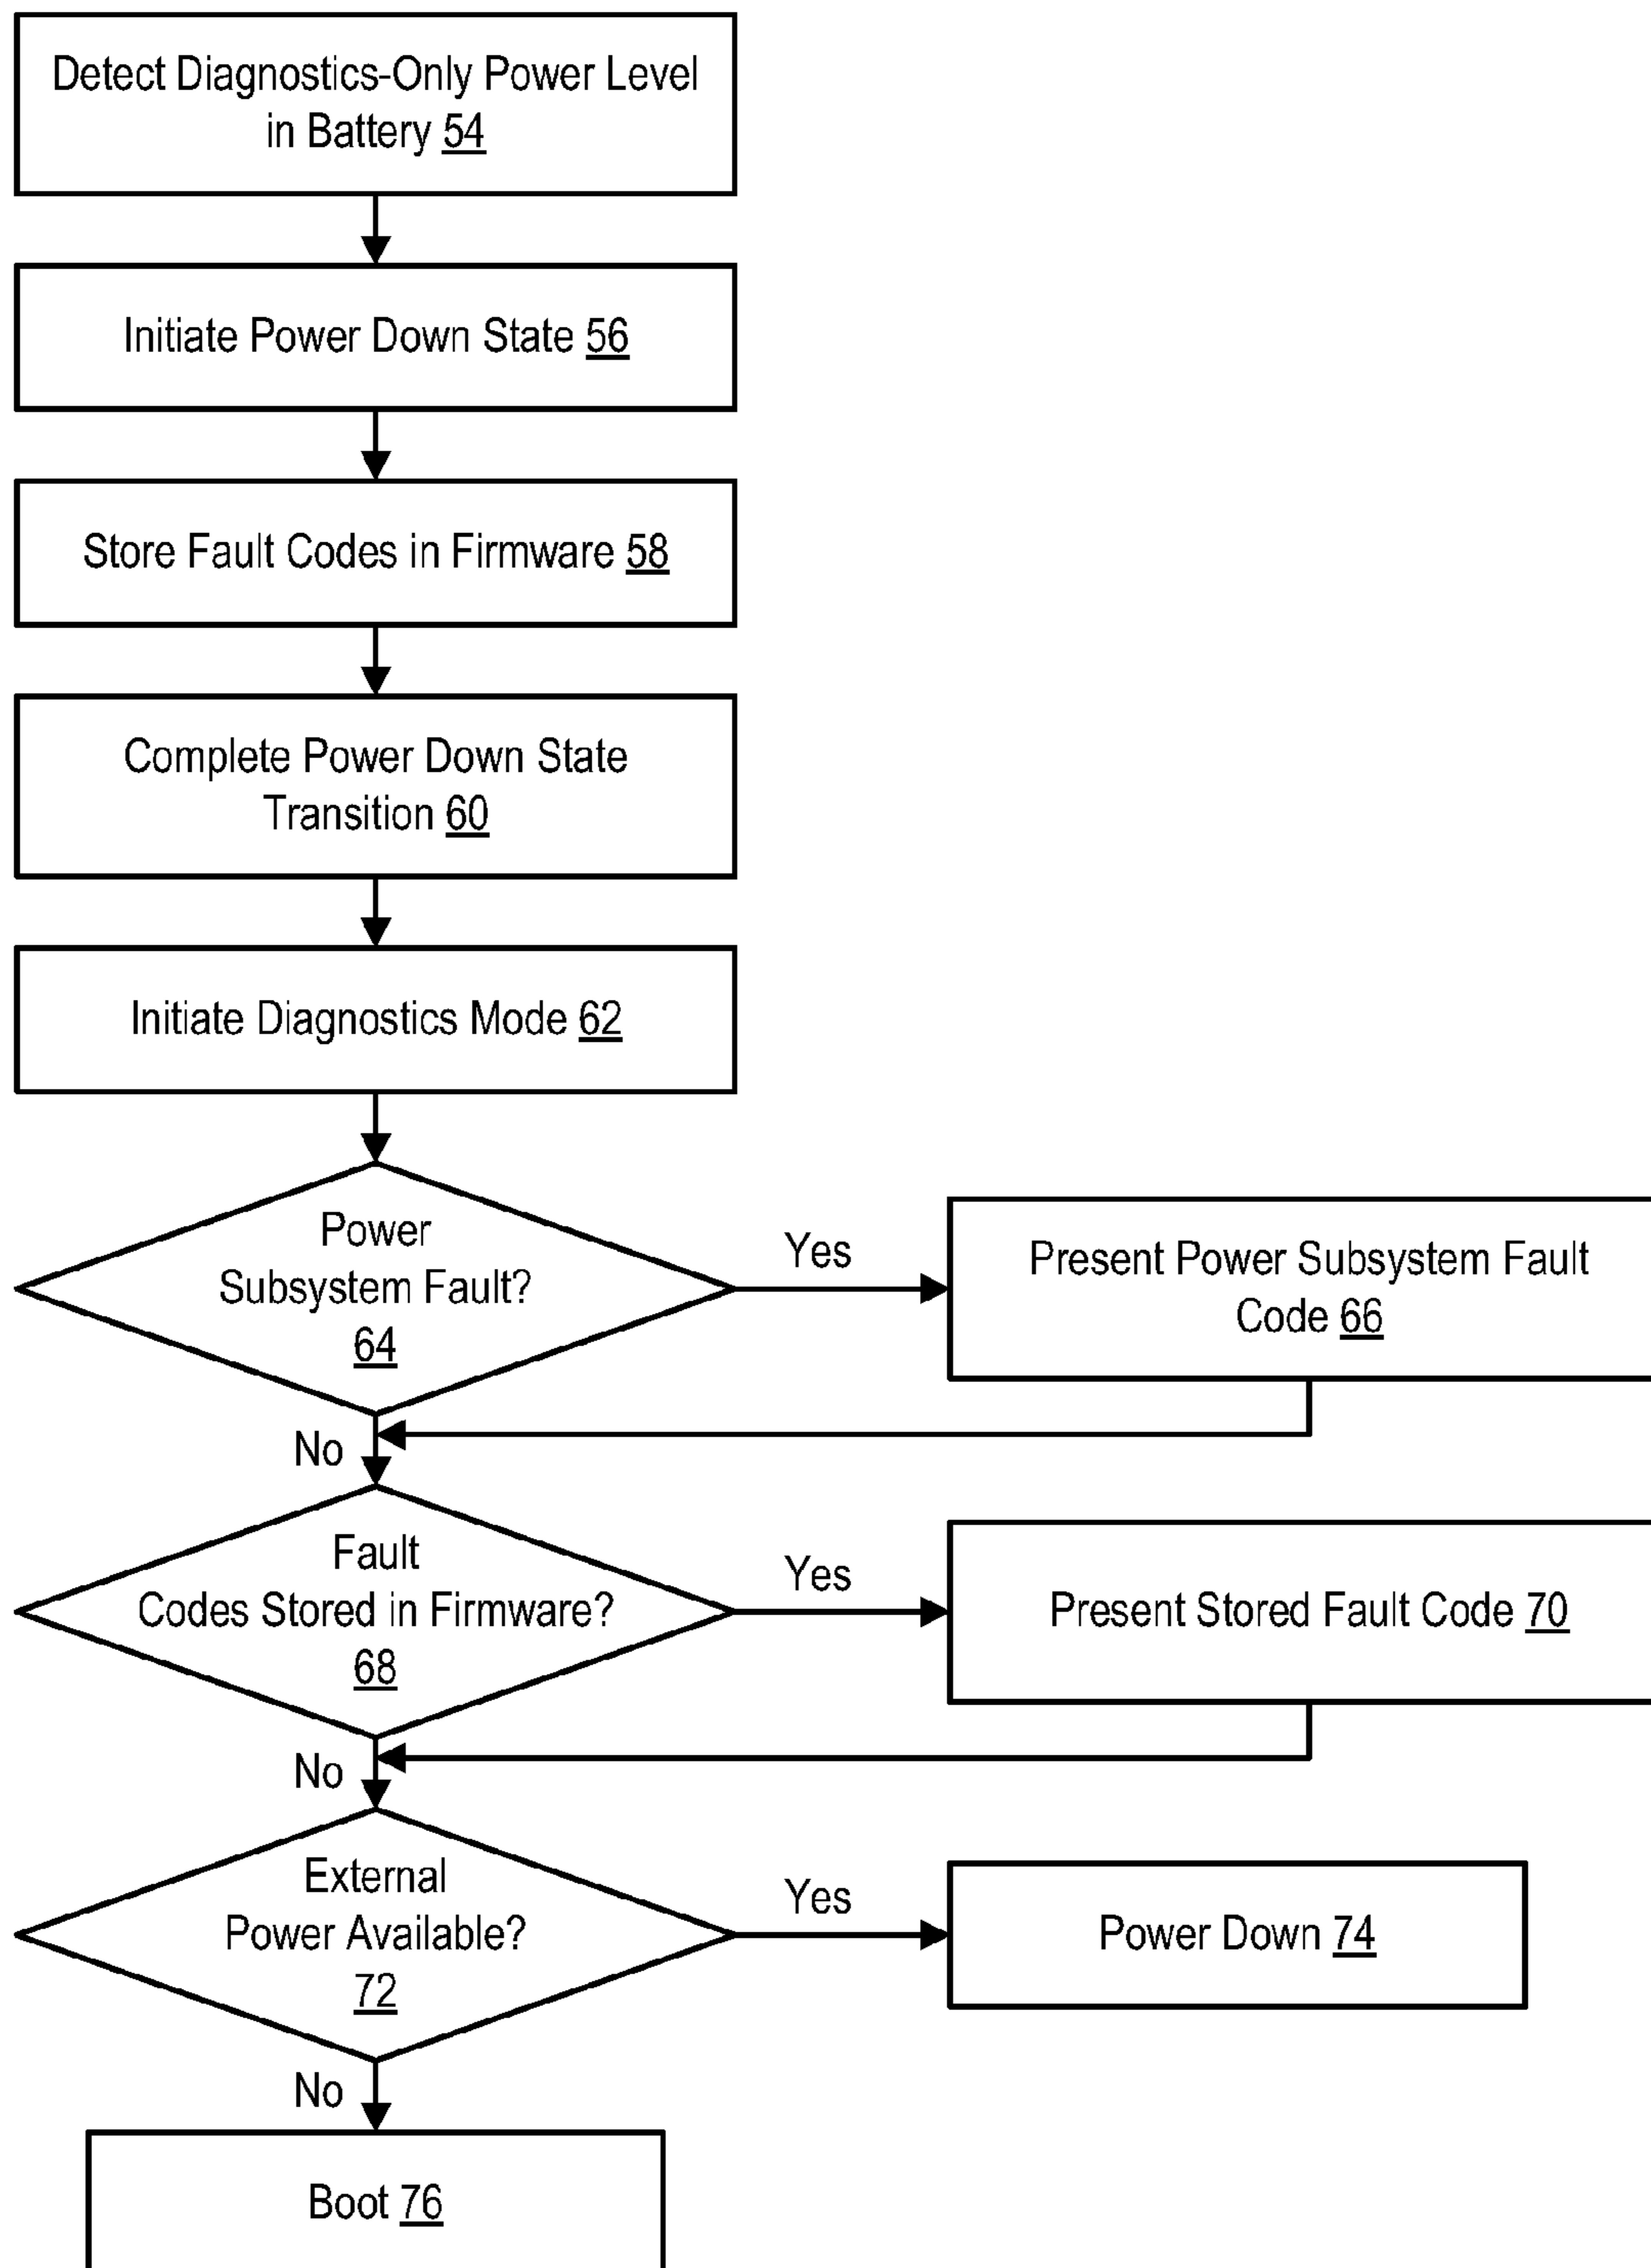 Detect Diagnostics-Only Power Level
in Battery 54
Initiate Power Down State 56
Store Fault Codes in Firmware 58
Complete Power Down State
Transition 60
Initiate Diagnostics Mode 62
Power
Subsystem Fault?
64
Yes
Present Power Subsystem Fault
Code 66
No
Fault
Codes Stored in Firmware?
68
Yes
Present Stored Fault Code 70
No
External
Power Available?
72
Yes
Power Down 74
No
Boot 76